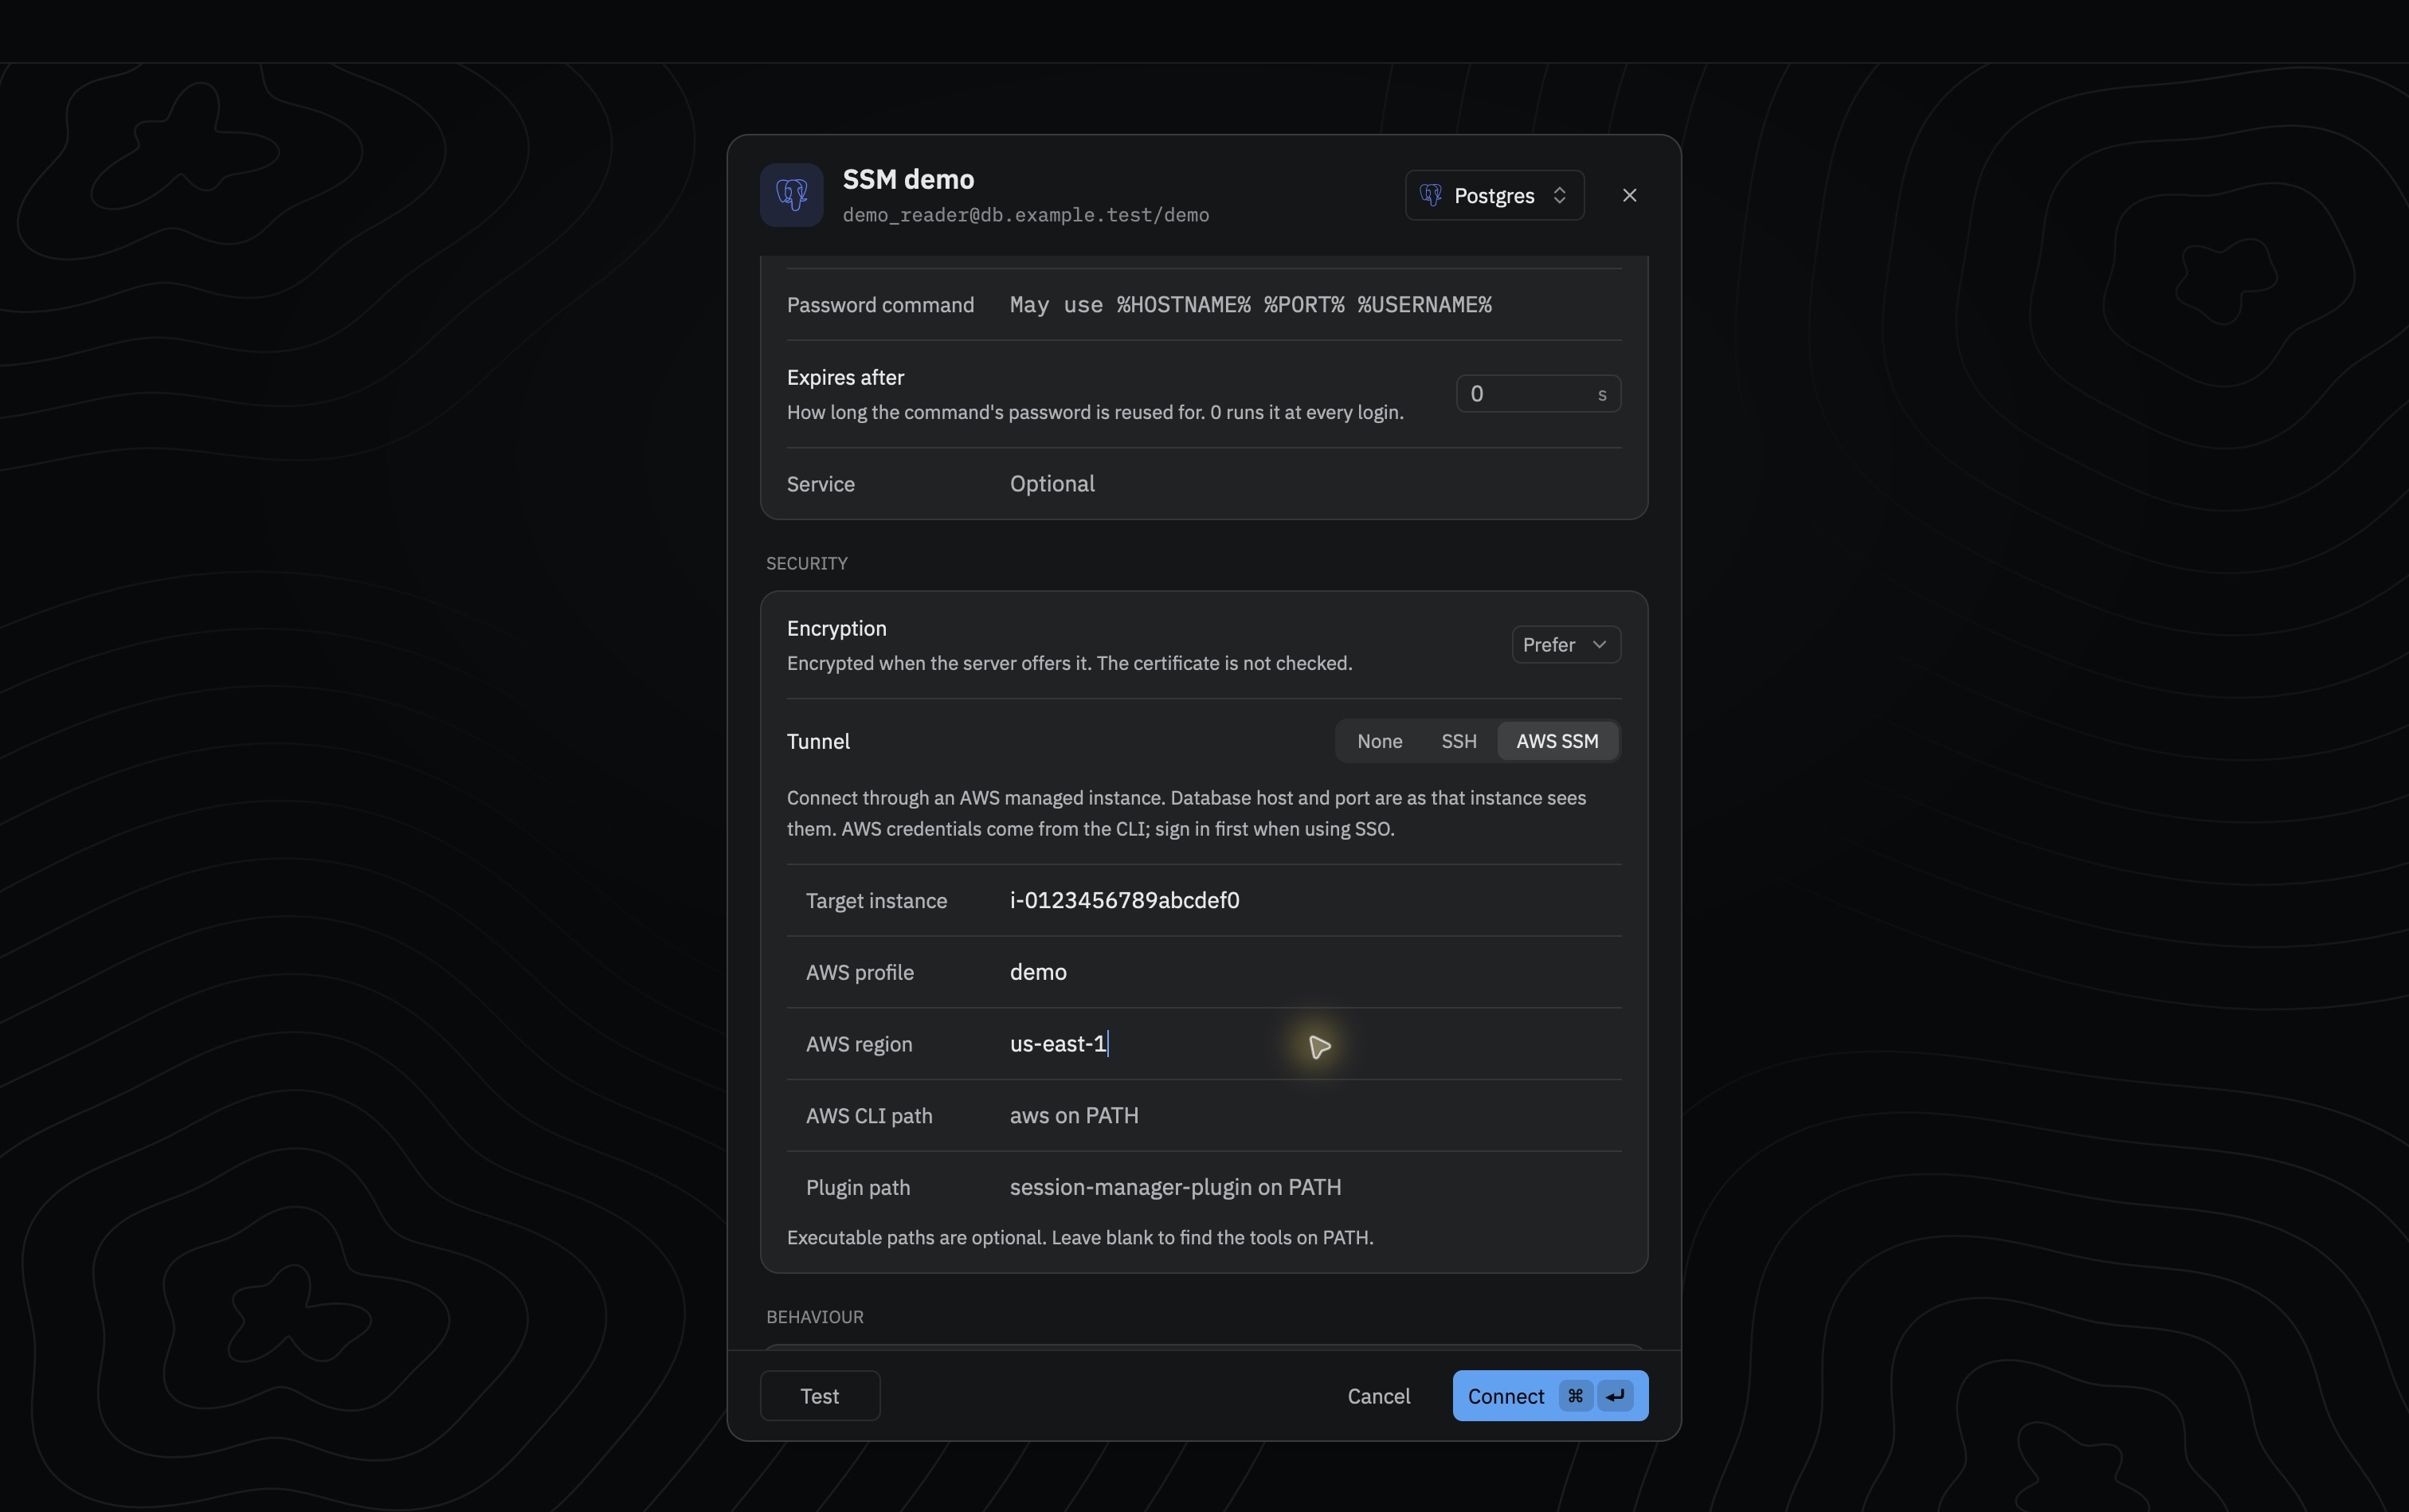 SSM demo
demo_reader@db.example.test/demo
Postgres
Password command May use %HOSTNAME% %PORT% %USERNAME%
Expires after
How long the command's password is reused for. 0 runs it at every login.
0 s
Service Optional
SECURITY
Encryption
Encrypted when the server offers it. The certificate is not checked.
Prefer
Tunnel None SSH AWS SSM
Connect through an AWS managed instance. Database host and port are as that instance sees
them. AWS credentials come from the CLI; sign in first when using SSO.
Target instance i-0123456789abcdef0
AWS profile demo
AWS region us-east-1
AWS CLI path aws on PATH
Plugin path session-manager-plugin on PATH
Executable paths are optional. Leave blank to find the tools on PATH.
BEHAVIOUR
Test Cancel Connect ⌘ ↵